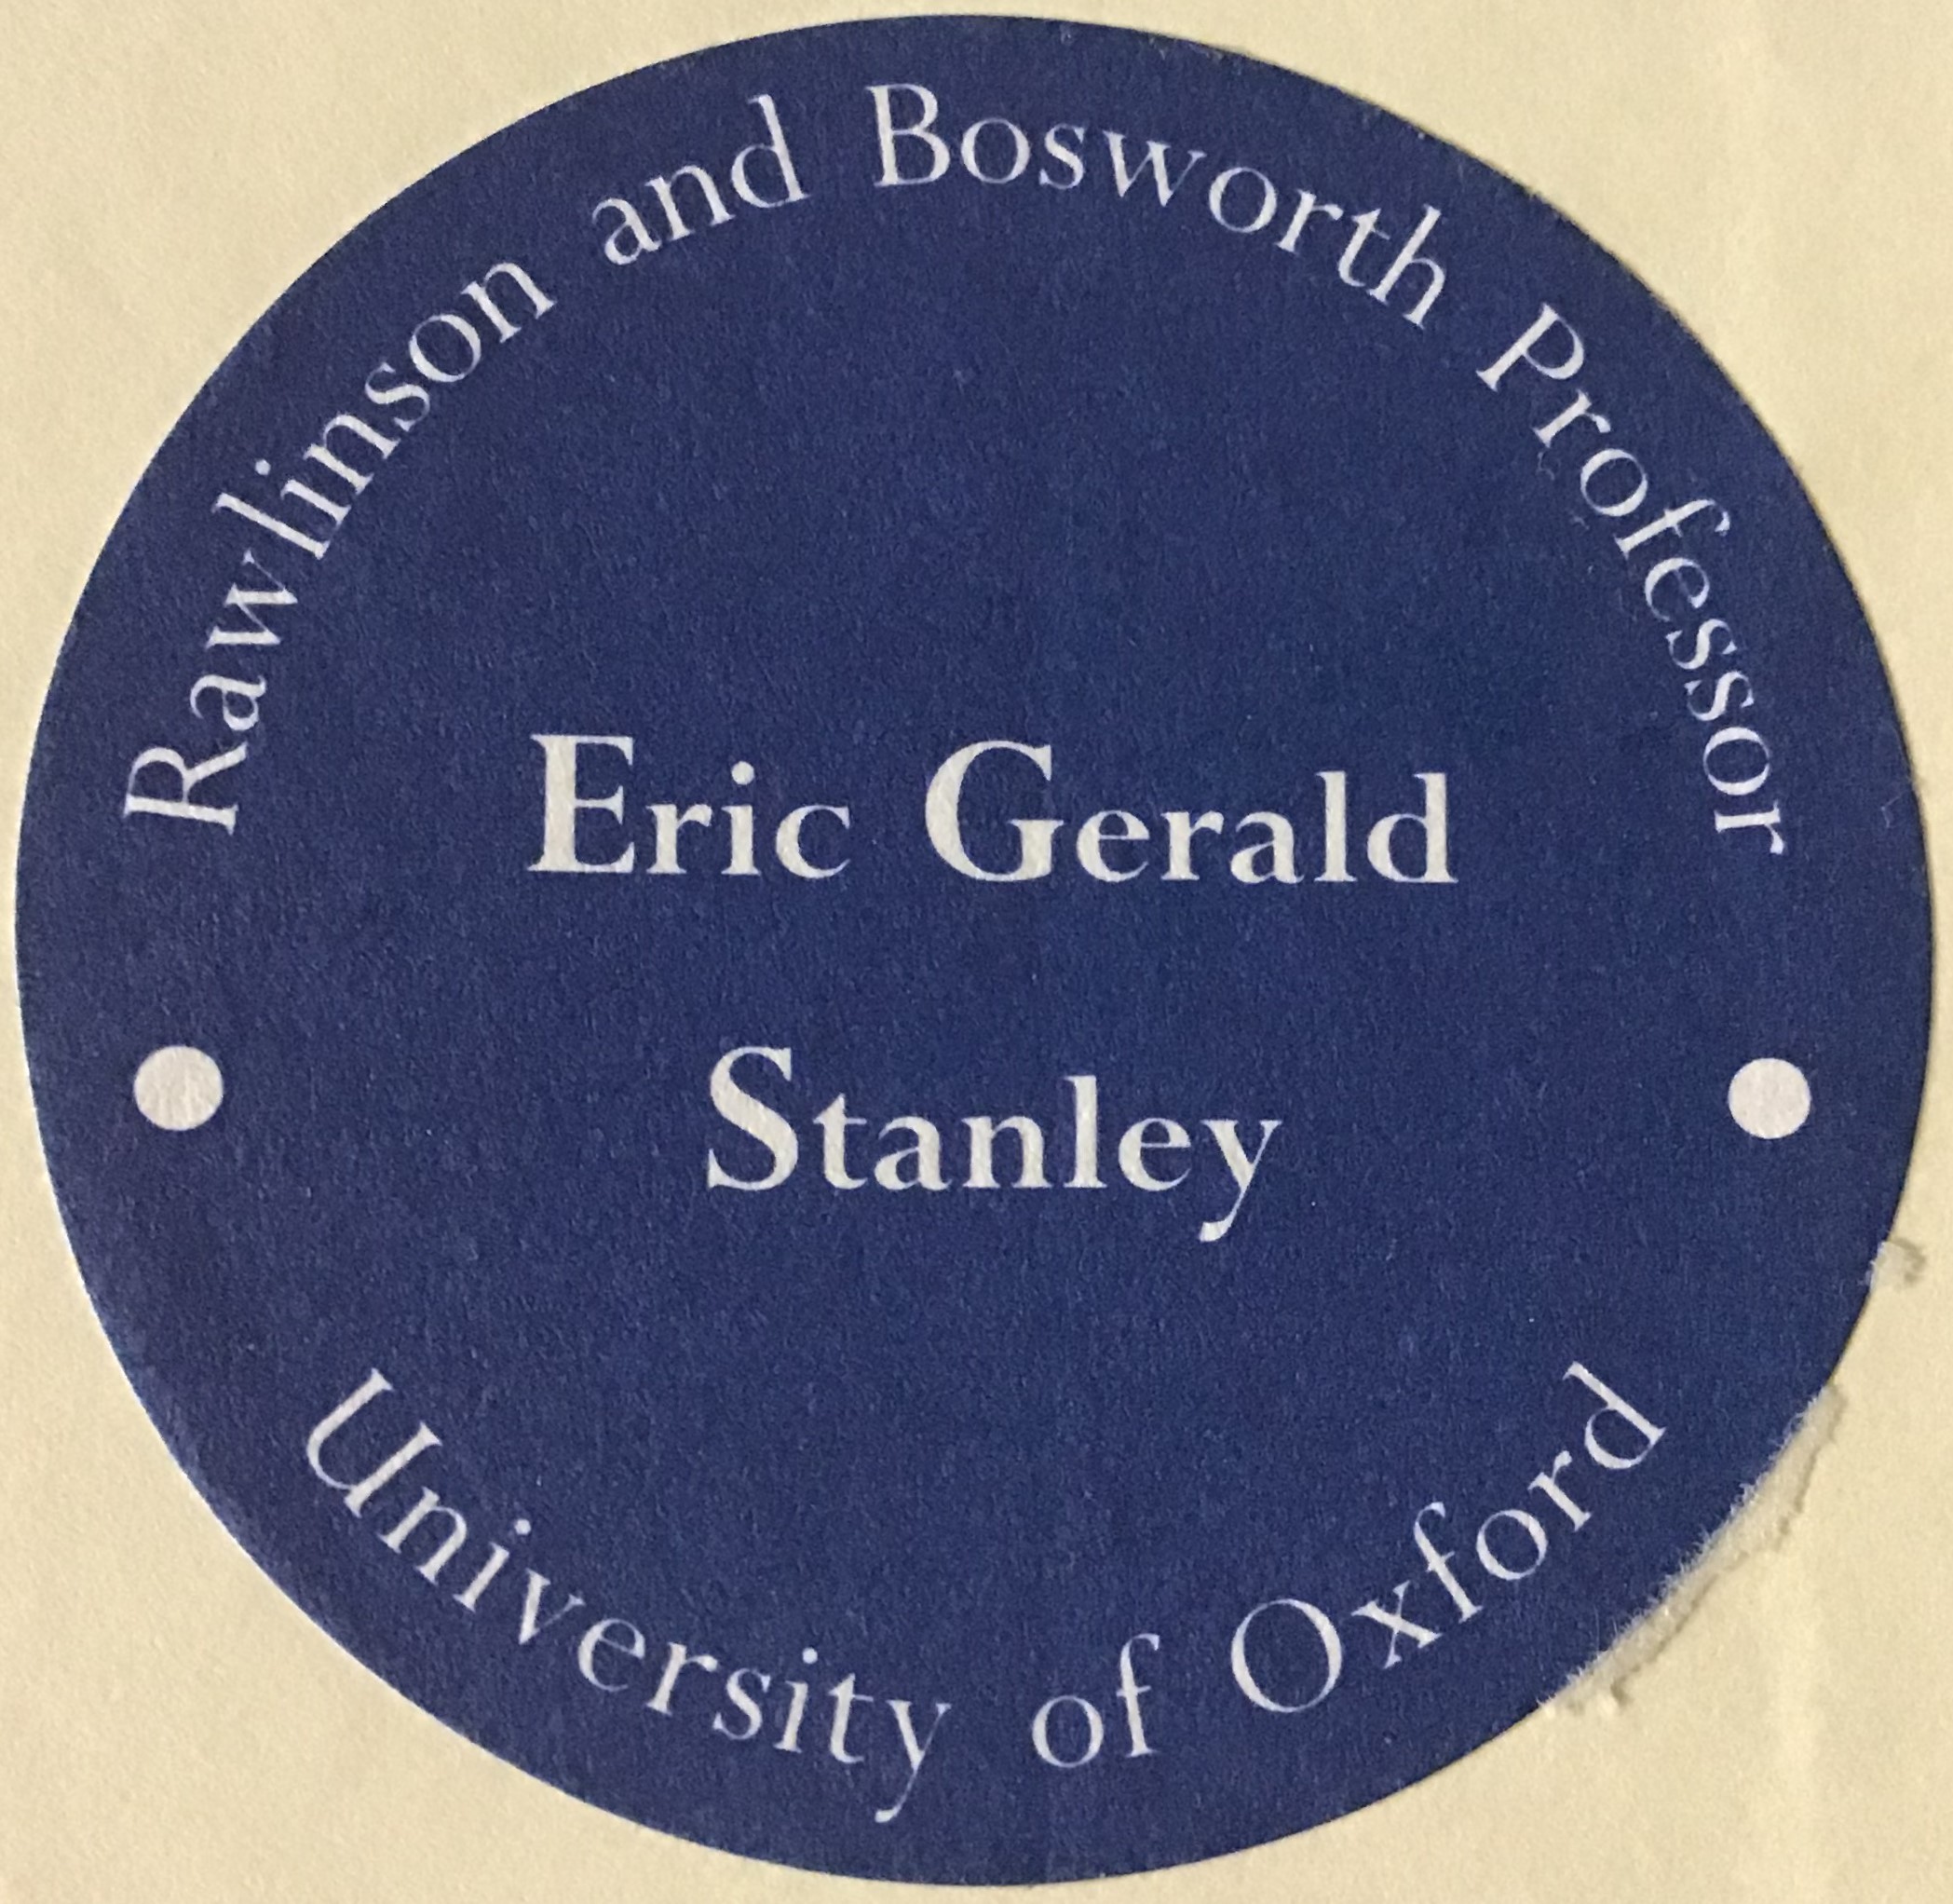 Rawlinson and Bosworth Professor
Eric Gerald
Stanley
University of Oxford